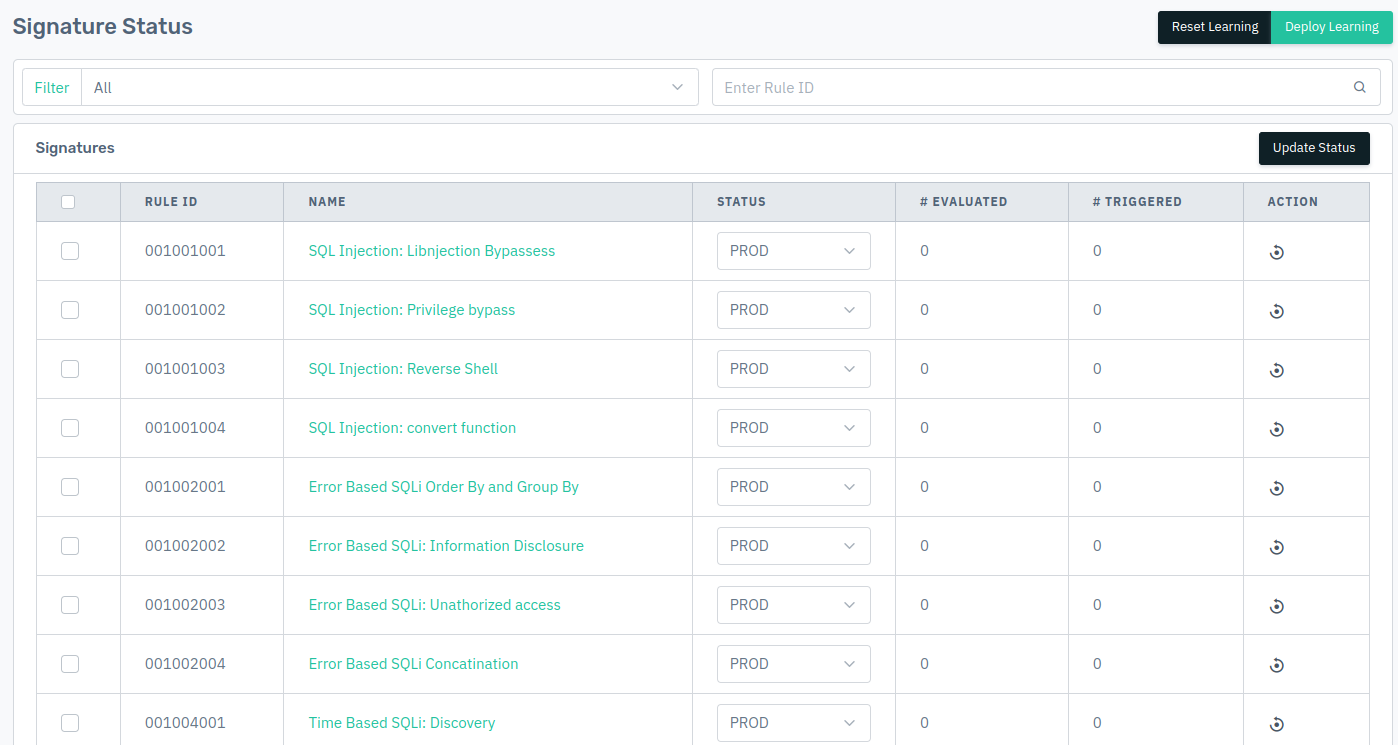 Signature Status
Reset Learning Deploy Learning
Filter All Enter Rule ID
Signatures Update Status
RULE ID NAME STATUS # EVALUATED # TRIGGERED ACTION
001001001 SQL Injection: Libnjection Bypassess PROD 0 0
001001002 SQL Injection: Privilege bypass PROD 0 0
001001003 SQL Injection: Reverse Shell PROD 0 0
001001004 SQL Injection: convert function PROD 0 0
001002001 Error Based SQLi Order By and Group By PROD 0 0
001002002 Error Based SQLi: Information Disclosure PROD 0 0
001002003 Error Based SQLi: Unathorized access PROD 0 0
001002004 Error Based SQLi Concatination PROD 0 0
001004001 Time Based SQLi: Discovery PROD 0 0